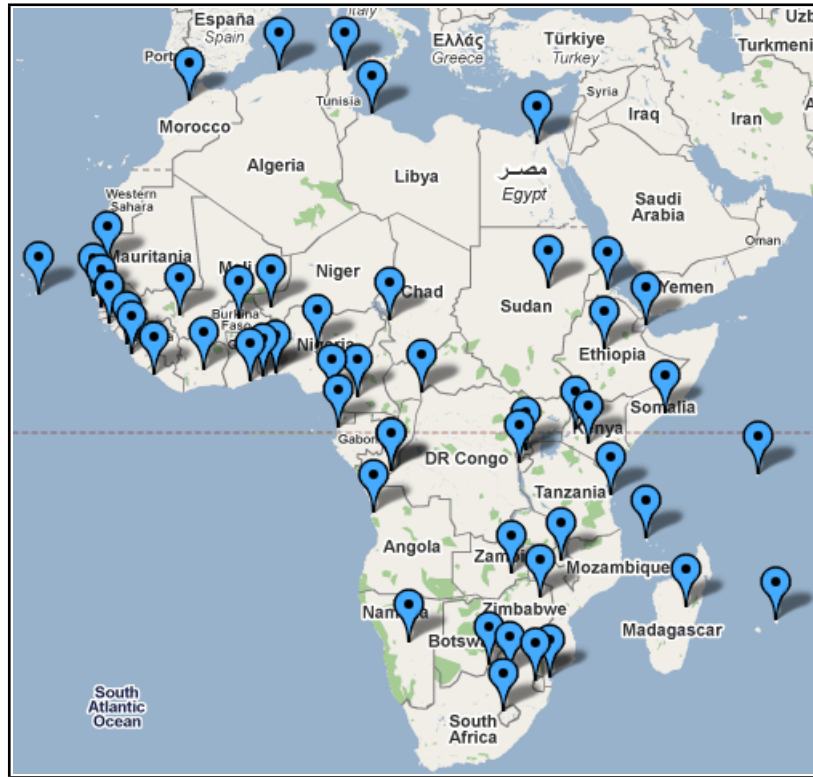 Italy
España
Spain
Uzb
Ελλάς
Greece
Türkiye
Turkey
Turkmeni
Port
Tunisia
Syria
Iraq
Iran
Morocco
Algeria
Libya
مصر
Egypt
Western
Sahara
Saudi
Arabia
Oman
Mauritania
Mali
Niger
Chad
Sudan
Yemen
Burkina
Faso
Nigeria
Ethiopia
Somalia
Gabon
Kenya
DR Congo
Tanzania
Angola
Zambi
Mozambique
Namibia
Zimbabwe
Botsw
Madagascar
South
Atlantic
Ocean
South
Africa